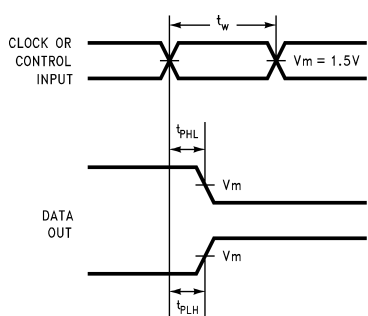 t_w
CLOCK OR
CONTROL
INPUT
Vm = 1.5V
t_PHL
Vm
DATA
OUT
Vm
t_PLH